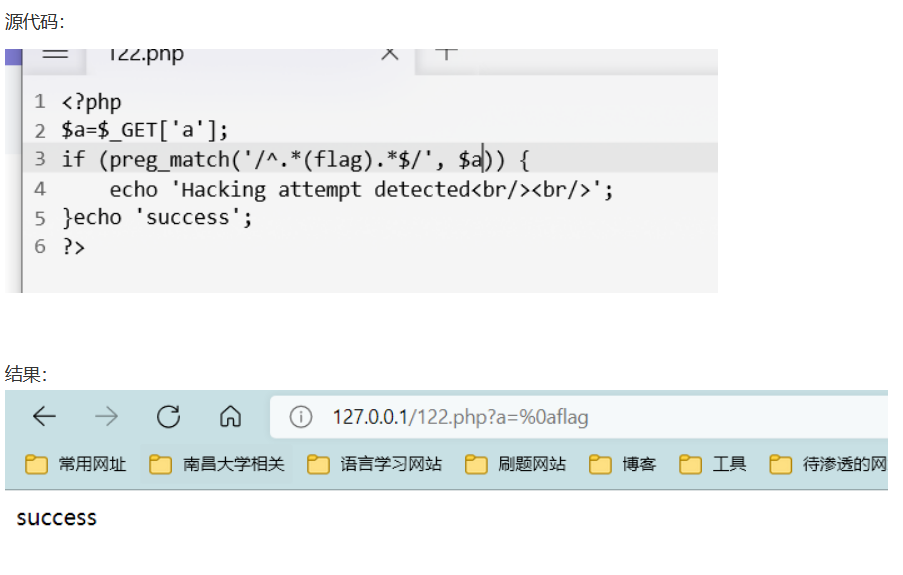 源代码：
122.php
1 <?php
2 $a=$_GET['a'];
3 if (preg_match('/^.*(flag).*$/', $a)) {
4 echo 'Hacking attempt detected<br/><br/>';
5 }echo 'success';
6 ?>
结果：
127.0.0.1/122.php?a=%0aflag
常用网址 南昌大学相关 语言学习网站 刷题网站 博客 工具 待渗透的网
success